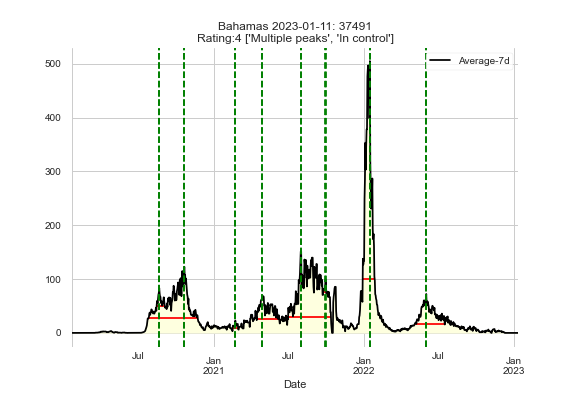 Bahamas 2023-01-11: 37491
Rating:4 ['Multiple peaks', 'In control']
Average-7d
500
400
300
200
100
0
Jul
Jan
2021
Jul
Jan
2022
Jul
Jan
2023
Date